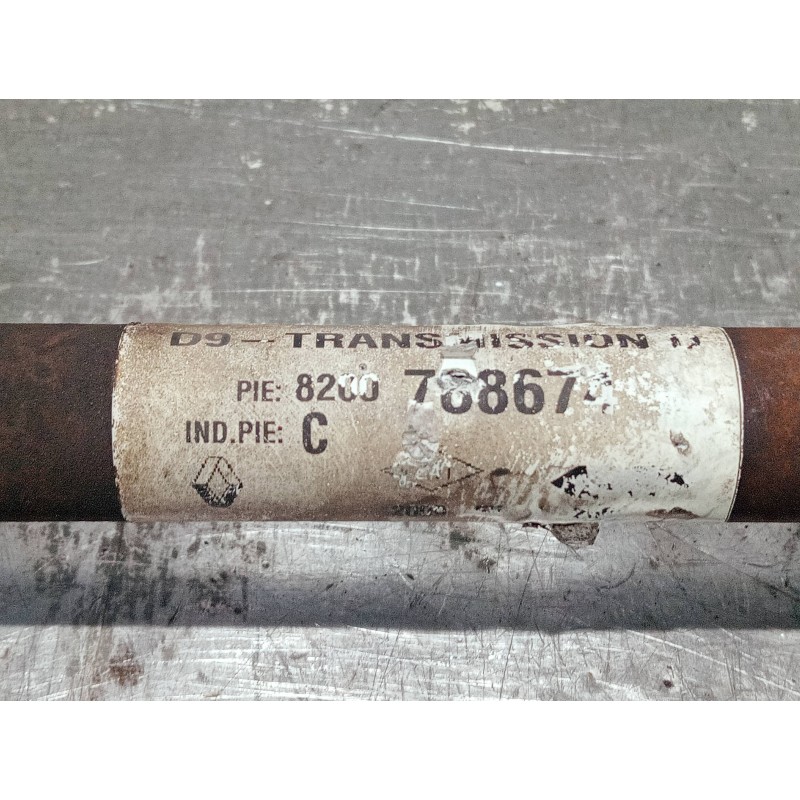 D9--TRANSMISSION D
PIE: 8200 768674
IND.PIE: C